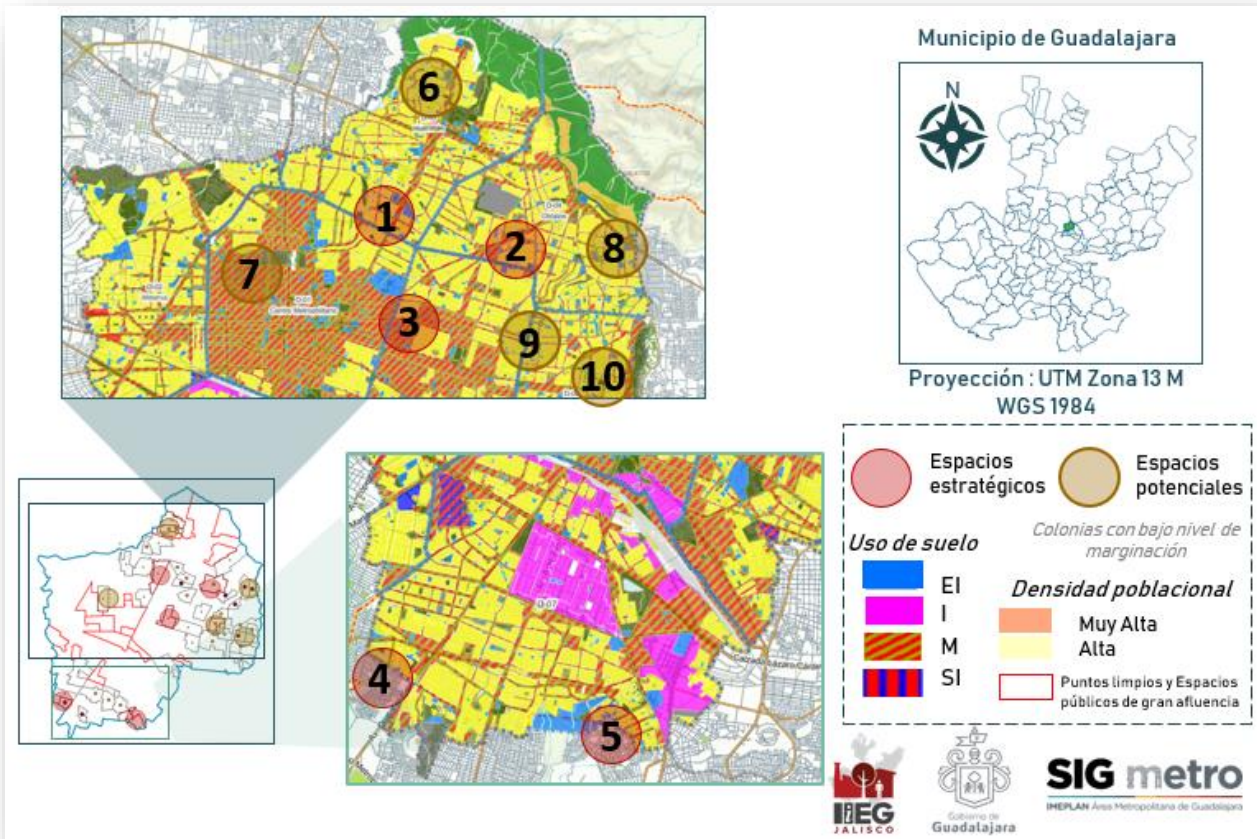 Municipio de Guadalajara
N
Proyección : UTM Zona 13 M
WGS 1984
6
1
2
8
7
3
9
10
Centro Metropolitano
4
5
D-07
Espacios
estratégicos
Espacios
potenciales
Colonias con bajo nivel de
marginación
Uso de suelo
EI
I
M
SI
Densidad poblacional
Muy Alta
Alta
Puntos limpios y Espacios
públicos de gran afluencia
IIEG
JALISCO
Gobierno de
Guadalajara
SIG metro
IMEPLAN Área Metropolitana de Guadalajara